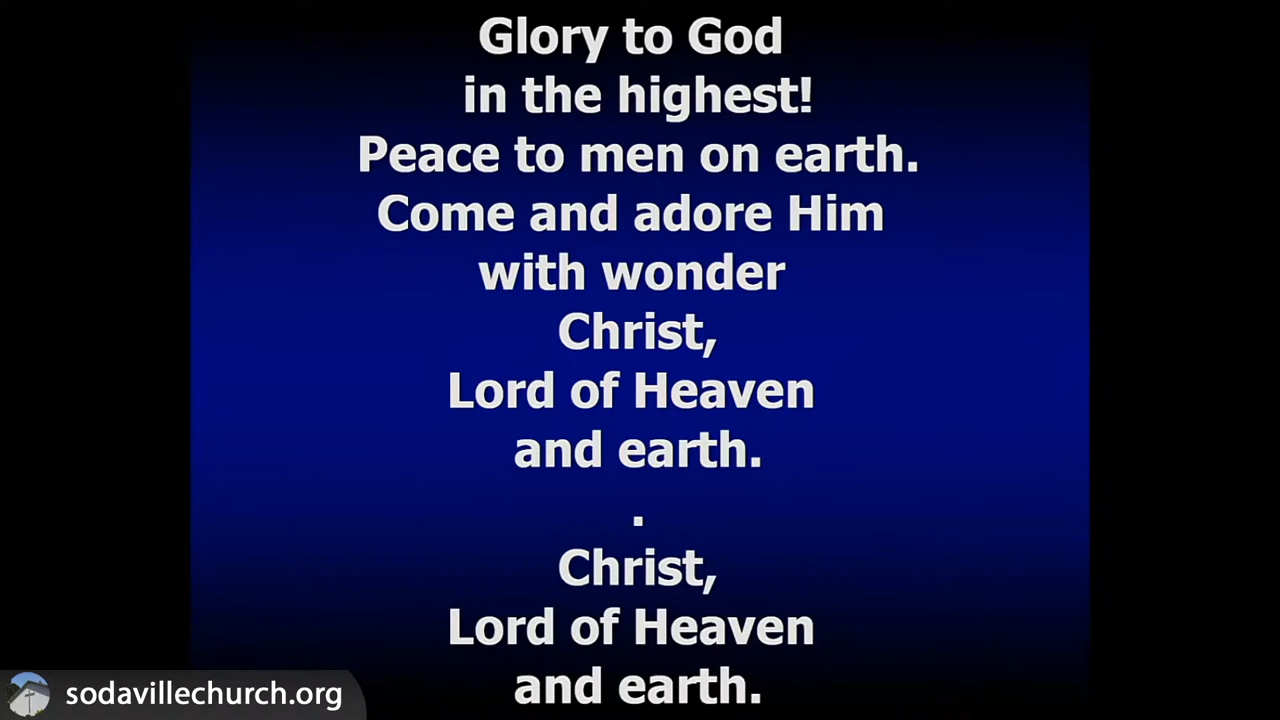 Glory to God
in the highest!
Peace to men on earth.
Come and adore Him
with wonder
Christ,
Lord of Heaven
and earth.
.
Christ,
Lord of Heaven
and earth.
sodavillechurch.org